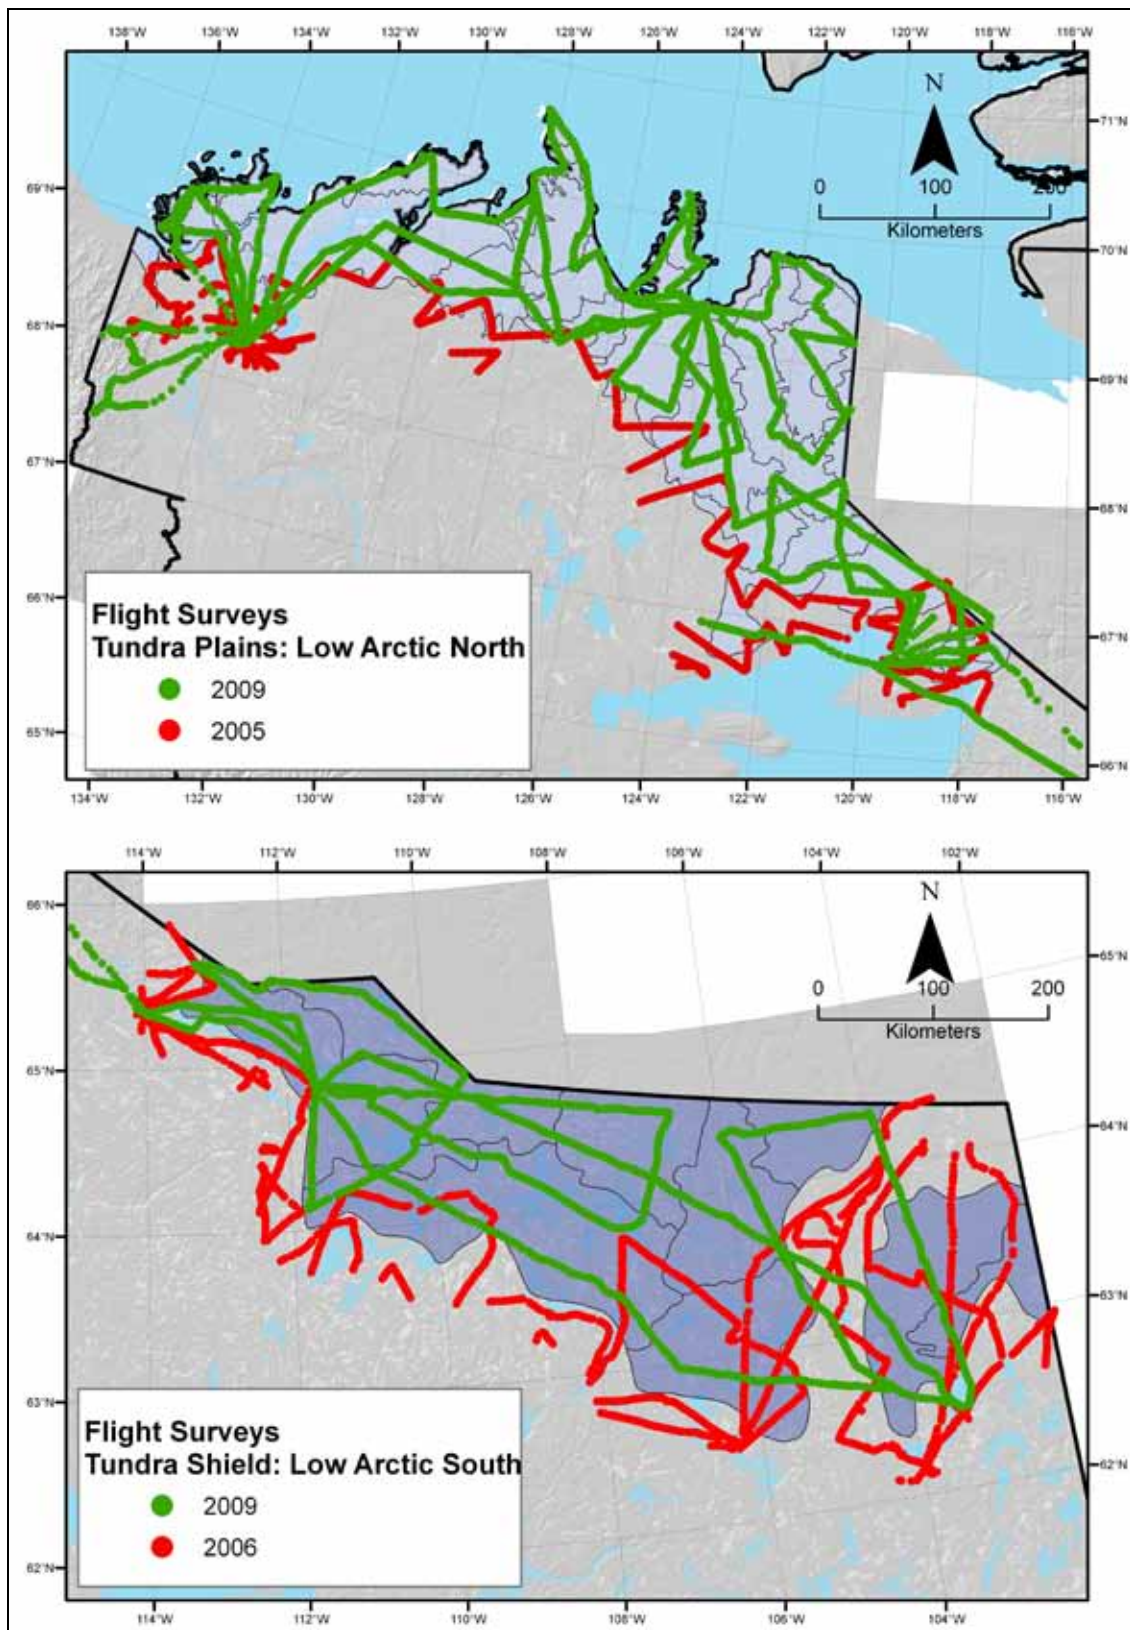 138°W 136°W 134°W 132°W 130°W 128°W 126°W 124°W 122°W 120°W 118°W 116°W
N
71°N
0 100 200
Kilometers
69°N
70°N
68°N
69°N
67°N
68°N
66°N
67°N
65°N
66°N
Flight Surveys
Tundra Plains: Low Arctic North
2009
2005
134°W 132°W 130°W 128°W 126°W 124°W 122°W 120°W 118°W 116°W
114°W 112°W 110°W 108°W 106°W 104°W 102°W
N
66°N
65°N
0 100 200
Kilometers
65°N
64°N
64°N
63°N
63°N
62°N
62°N
Flight Surveys
Tundra Shield: Low Arctic South
2009
2006
114°W 112°W 110°W 108°W 106°W 104°W